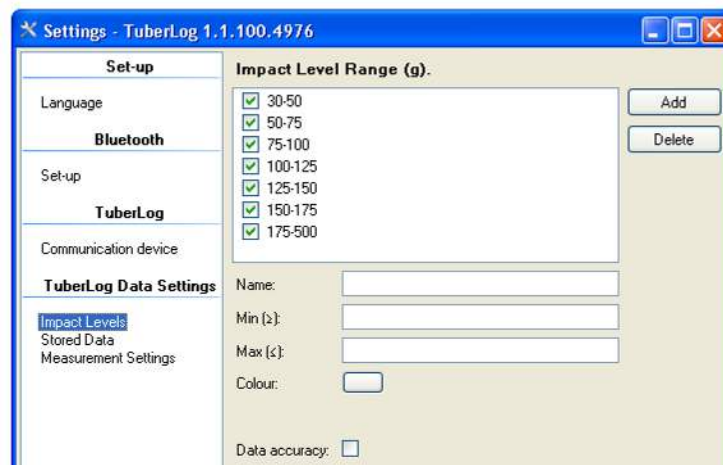 Settings - TuberLog 1.1.100.4976
Set-up
Language
Bluetooth
Set-up
TuberLog
Communication device
TuberLog Data Settings
Impact Levels
Stored Data
Measurement Settings
Impact Level Range (g).
30-50
50-75
75-100
100-125
125-150
150-175
175-500
Add
Delete
Name:
Min (≥):
Max (≤):
Colour:
Data accuracy: